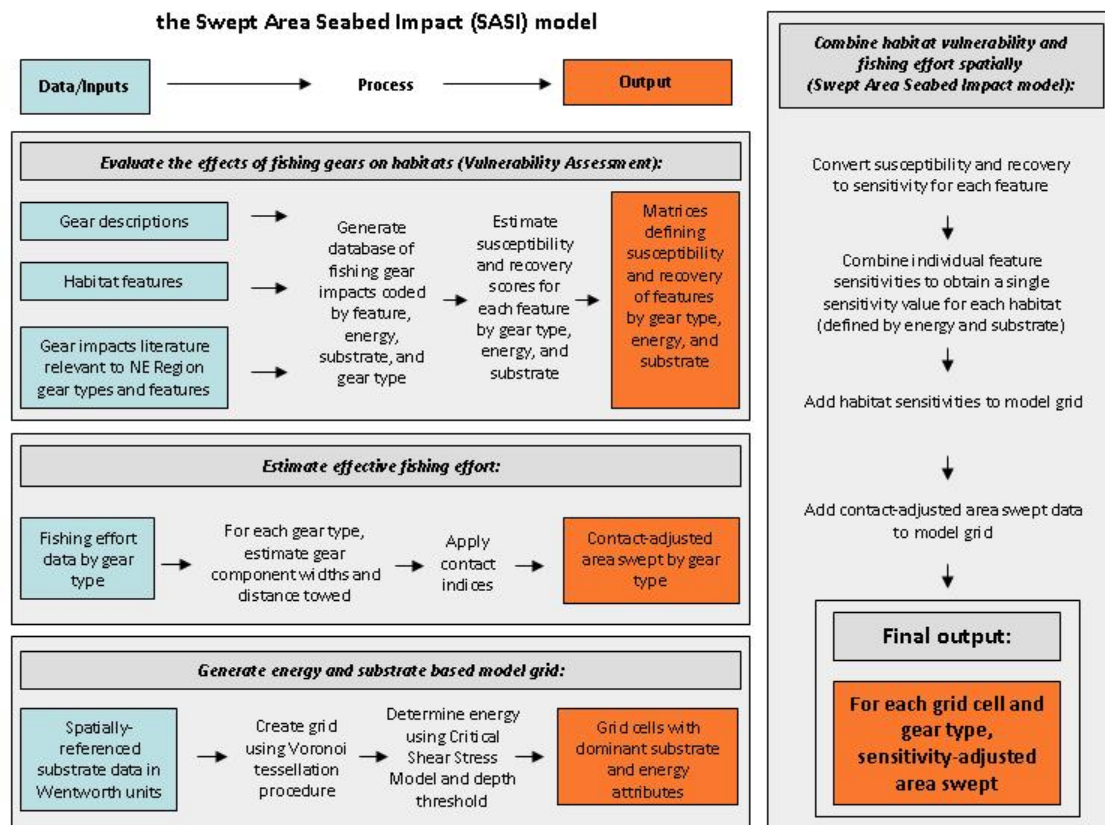 the Swept Area Seabed Impact (SASI) model
Data/Inputs
Process
Output
Evaluate the effects of fishing gears on habitats (Vulnerability Assessment):
Gear descriptions
Habitat features
Gear impacts literature
relevant to NE Region
gear types and features
Generate
database of
fishing gear
impacts coded
by feature,
energy,
substrate, and
gear type
Estimate
susceptibility
and recovery
scores for
each feature
by gear type,
energy, and
substrate
Matrices
defining
susceptibility
and recovery
of features
by gear type,
energy, and
substrate
Estimate effective fishing effort:
Fishing effort
data by gear
type
For each gear type,
estimate gear
component widths and
distance towed
Apply
contact
indices
Contact-adjusted
area swept by gear
type
Generate energy and substrate based model grid:
Spatially-
referenced
substrate data in
Wentworth units
Create grid
using Voronoi
tessellation
procedure
Determine energy
using Critical
Shear Stress
Model and depth
threshold
Grid cells with
dominant substrate
and energy
attributes
Combine habitat vulnerability and
fishing effort spatially
(Swept Area Seabed Impact model):
Convert susceptibility and recovery
to sensitivity for each feature
Combine individual feature
sensitivities to obtain a single
sensitivity value for each habitat
(defined by energy and substrate)
Add habitat sensitivities to model grid
Add contact-adjusted area swept data
to model grid
Final output:
For each grid cell and
gear type,
sensitivity-adjusted
area swept